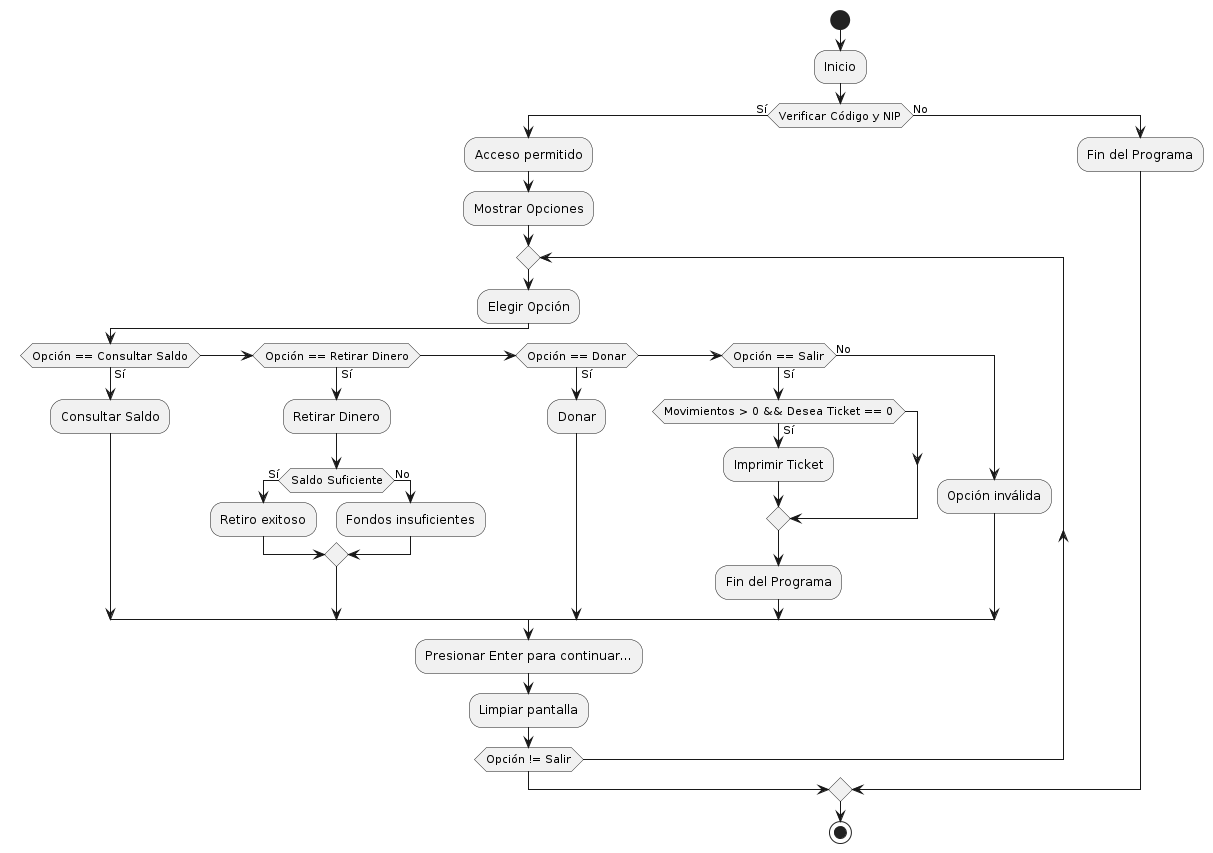 Inicio
Verificar Código y NIP
Sí
No
Acceso permitido
Fin del Programa
Mostrar Opciones
Elegir Opción
Opción == Consultar Saldo
Sí
Opción == Retirar Dinero
Sí
Opción == Donar
Sí
Opción == Salir
Sí
No
Consultar Saldo
Retirar Dinero
Saldo Suficiente
Sí
No
Retiro exitoso
Fondos insuficientes
Donar
Movimientos > 0 && Desea Ticket == 0
Sí
Imprimir Ticket
Fin del Programa
Opción inválida
Presionar Enter para continuar...
Limpiar pantalla
Opción != Salir